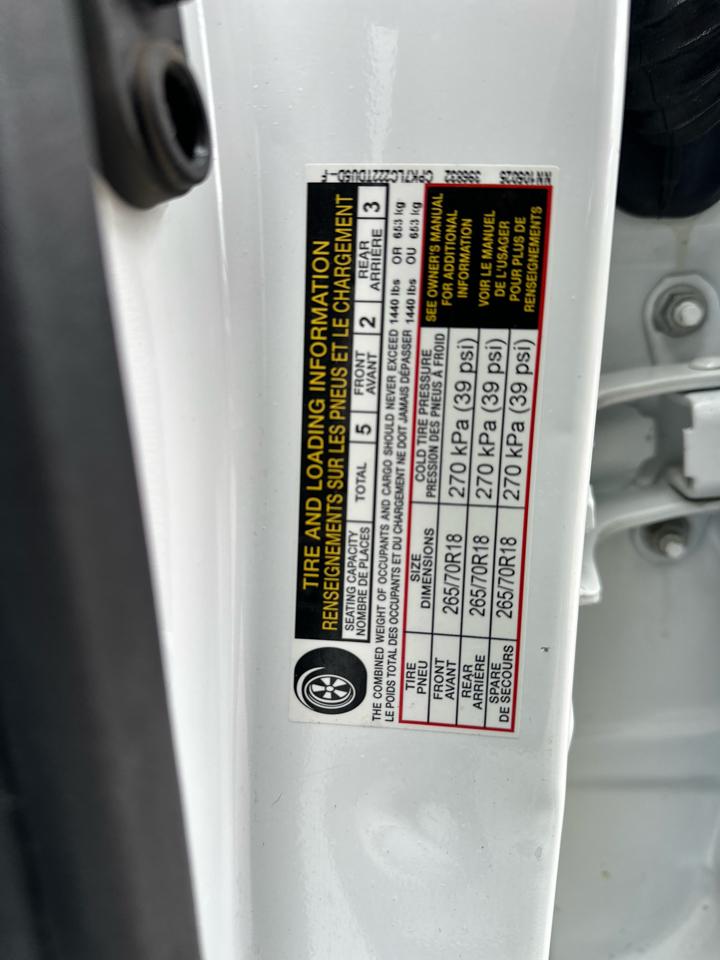 TIRE AND LOADING INFORMATION
RENSEIGNEMENTS SUR LES PNEUS ET LE CHARGEMENT
SEATING CAPACITY
NOMBRE DE PLACES
TOTAL 5
FRONT
AVANT
2
REAR
ARRIÈRE
3
THE COMBINED WEIGHT OF OCCUPANTS AND CARGO SHOULD NEVER EXCEED 1440 lbs OR 653 kg
LE POIDS TOTAL DES OCCUPANTS ET DU CHARGEMENT NE DOIT JAMAIS DÉPASSER 1440 lbs OU 653 kg
TIRE
PNEU
SIZE
DIMENSIONS
COLD TIRE PRESSURE
PRESSION DES PNEUS À FROID
FRONT
AVANT
265/70R18 270 kPa (39 psi)
REAR
ARRIÈRE
265/70R18 270 kPa (39 psi)
SPARE
DE SECOURS
265/70R18 270 kPa (39 psi)
SEE OWNER'S MANUAL
FOR ADDITIONAL
INFORMATION
VOIR LE MANUEL
DE L'USAGER
POUR PLUS DE
RENSEIGNEMENTS
NN105025 396832